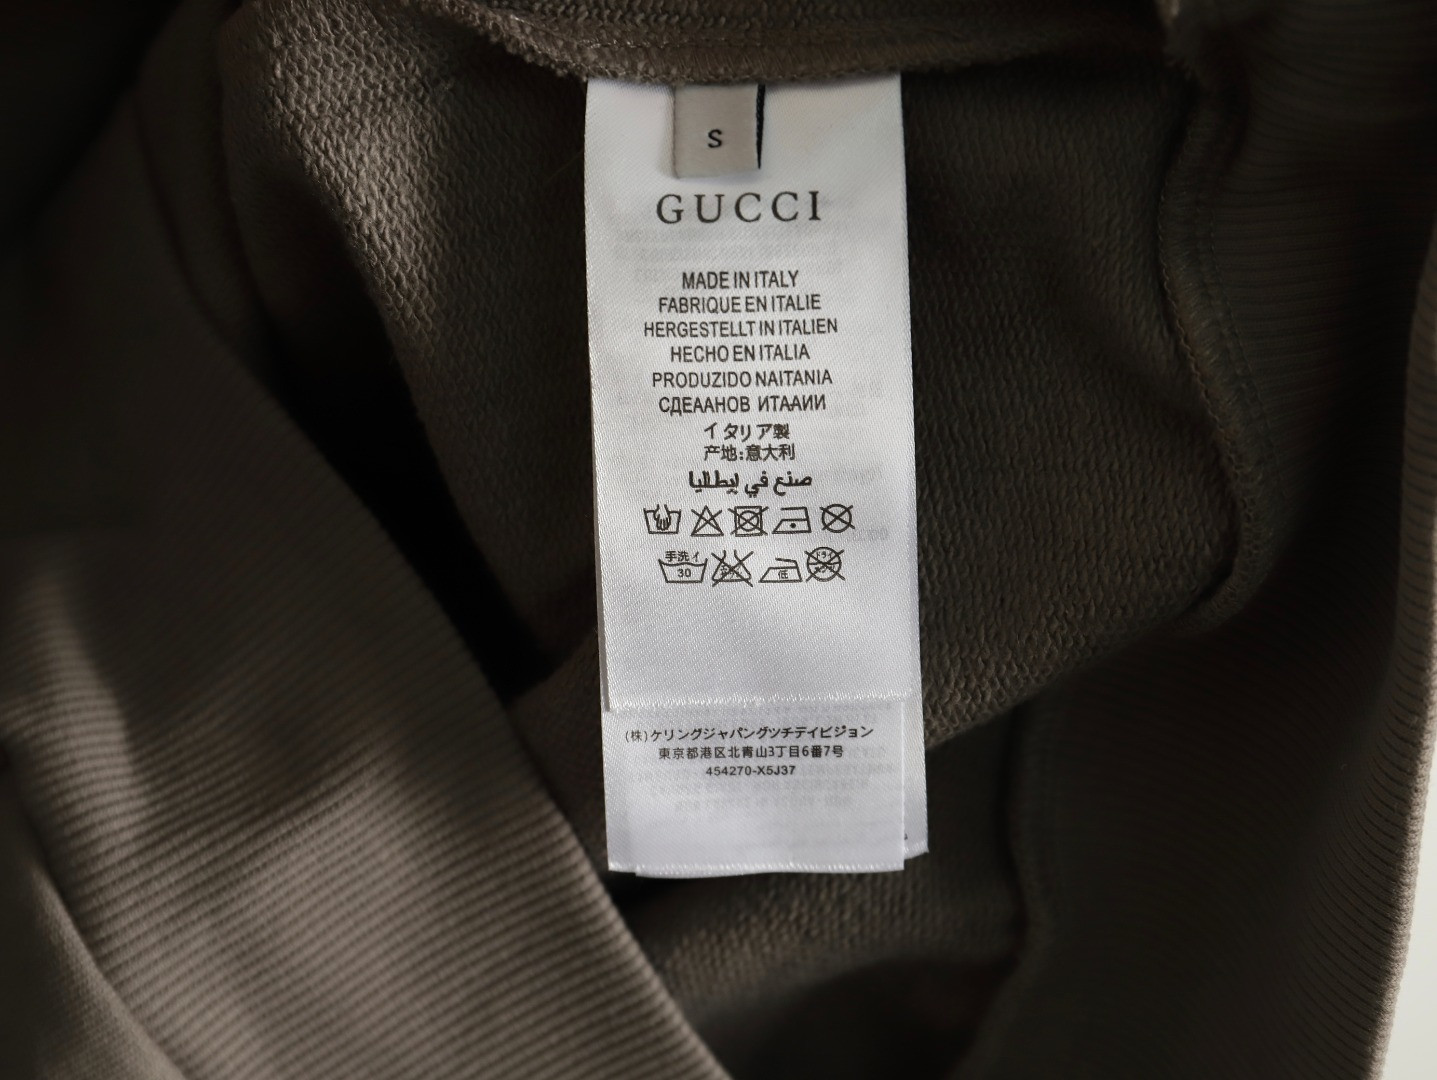 S
GUCCI
MADE IN ITALY
FABRIQUE EN ITALIE
HERGESTELLT IN ITALIEN
HECHO EN ITALIA
PRODUZIDO NAITANIA
СДЕААНОВ ИТААИИ
イタリア製
产地:意大利
صنع في إيطاليا
手洗イ
30
低
(株)ケリングジャパングツチデイビジョン
東京都港区北青山3丁目6番7号
454270-X5J37